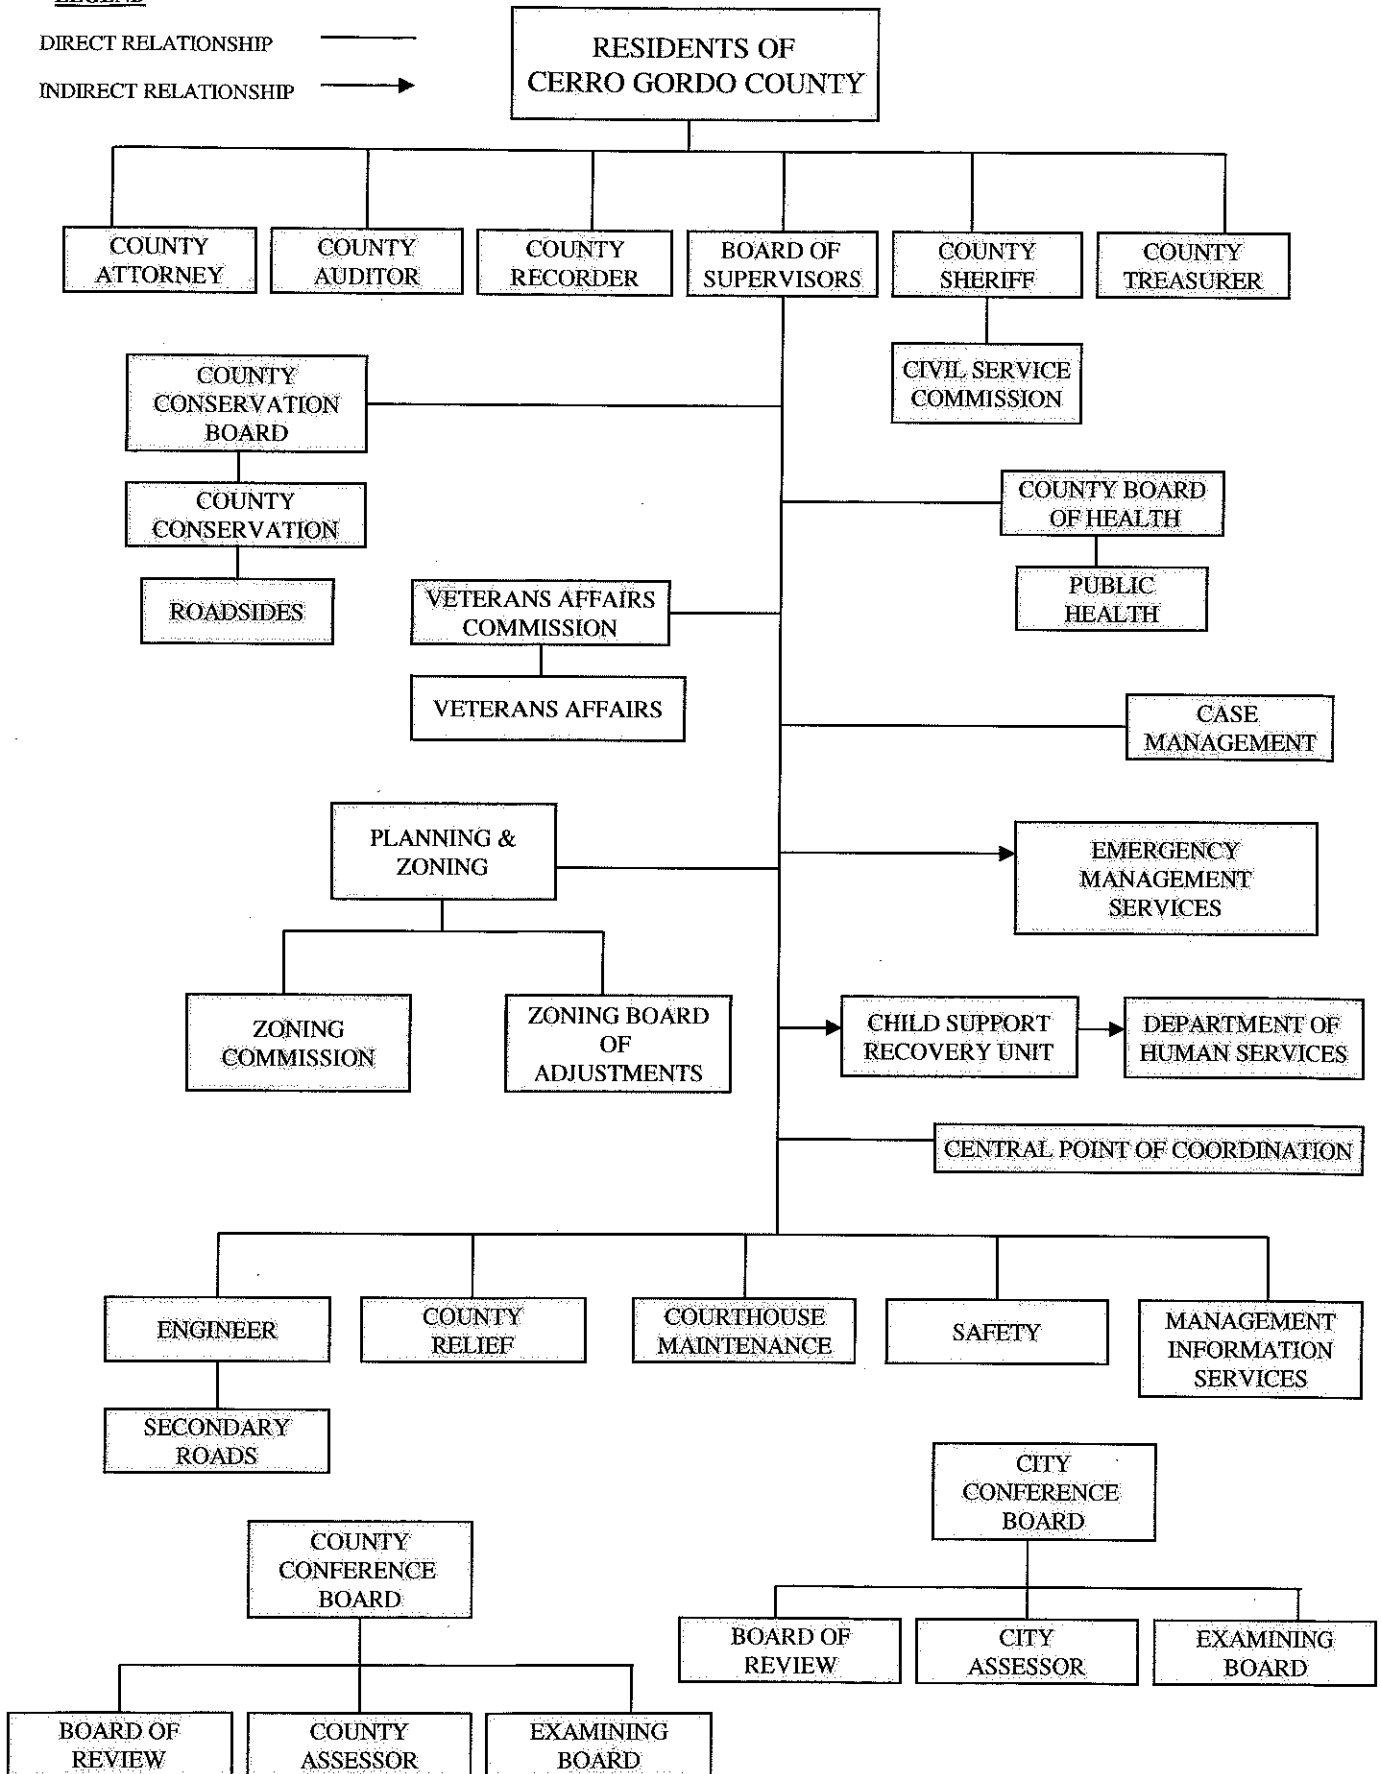 LEGEND
DIRECT RELATIONSHIP
INDIRECT RELATIONSHIP
RESIDENTS OF
CERRO GORDO COUNTY
COUNTY
ATTORNEY
COUNTY
AUDITOR
COUNTY
RECORDER
BOARD OF
SUPERVISORS
COUNTY
SHERIFF
COUNTY
TREASURER
CIVIL SERVICE
COMMISSION
COUNTY
CONSERVATION
BOARD
COUNTY
CONSERVATION
ROADSIDES
COUNTY BOARD
OF HEALTH
PUBLIC
HEALTH
VETERANS AFFAIRS
COMMISSION
VETERANS AFFAIRS
CASE
MANAGEMENT
PLANNING &
ZONING
EMERGENCY
MANAGEMENT
SERVICES
ZONING
COMMISSION
ZONING BOARD
OF
ADJUSTMENTS
CHILD SUPPORT
RECOVERY UNIT
DEPARTMENT OF
HUMAN SERVICES
CENTRAL POINT OF COORDINATION
ENGINEER
COUNTY
RELIEF
COURTHOUSE
MAINTENANCE
SAFETY
MANAGEMENT
INFORMATION
SERVICES
SECONDARY
ROADS
CITY
CONFERENCE
BOARD
COUNTY
CONFERENCE
BOARD
BOARD OF
REVIEW
CITY
ASSESSOR
EXAMINING
BOARD
BOARD OF
REVIEW
COUNTY
ASSESSOR
EXAMINING
BOARD